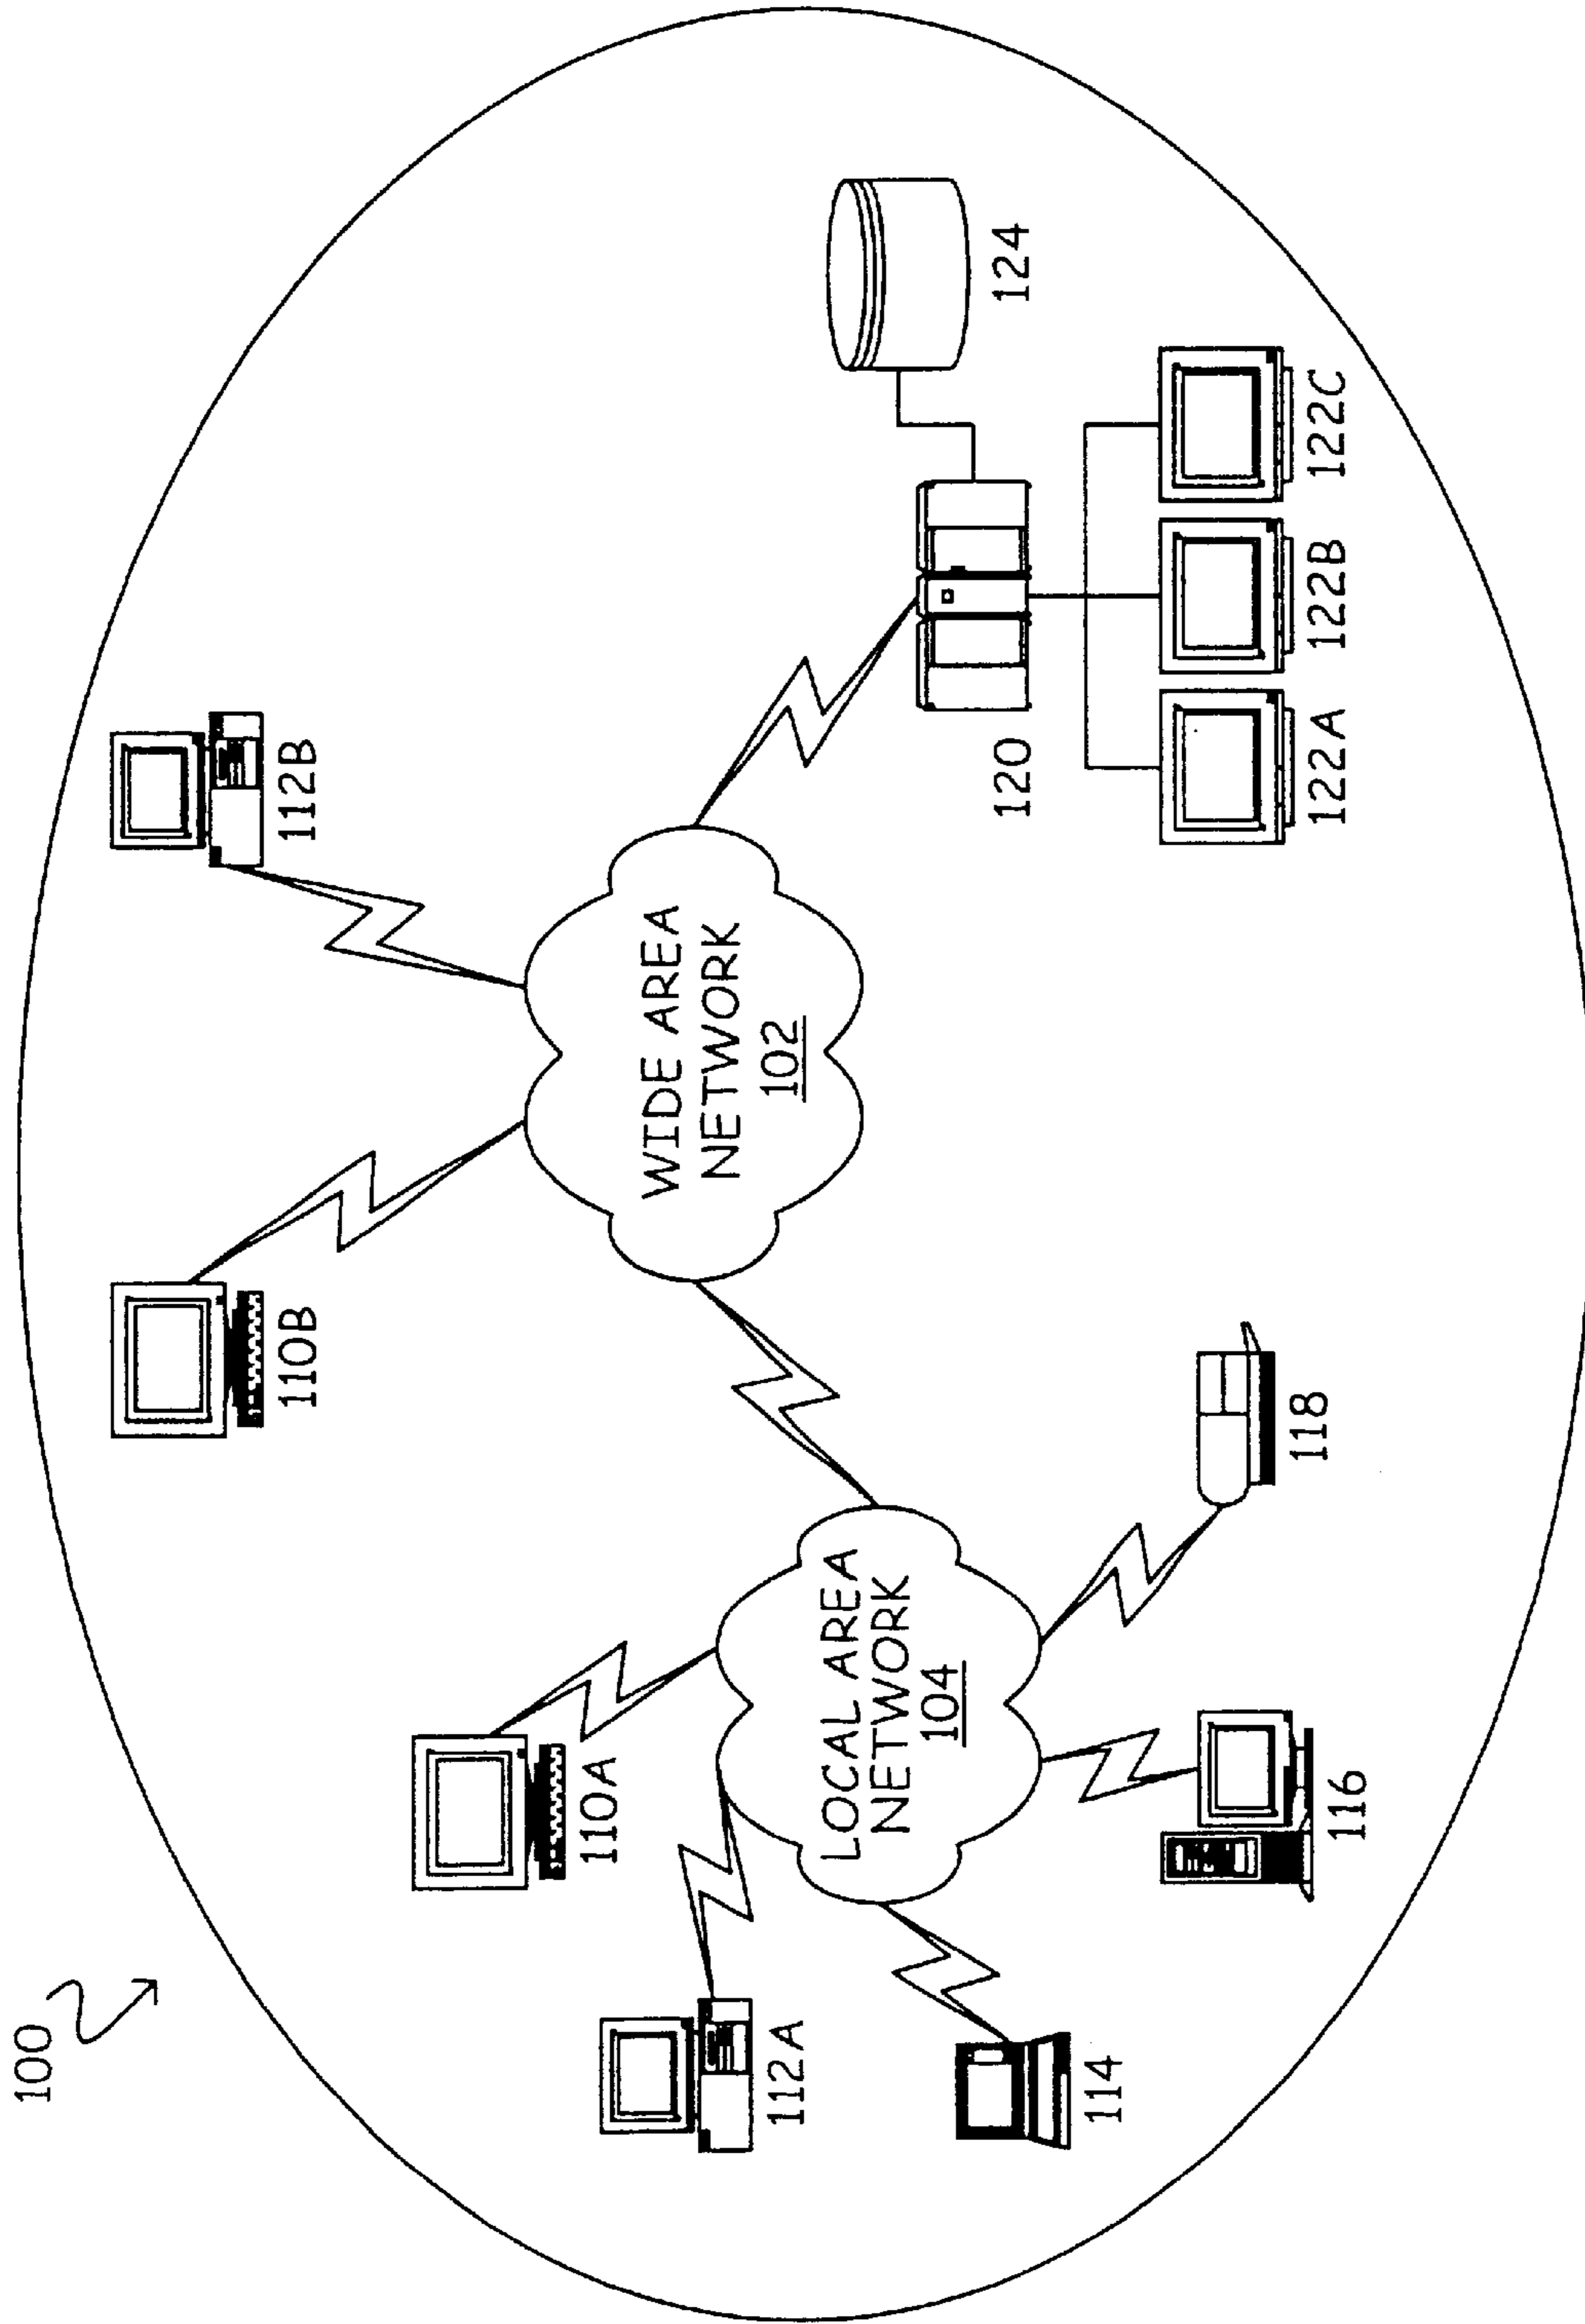 100
110B
112B
WIDE AREA
NETWORK
102
110A
112A
LOCAL AREA
NETWORK
104
124
120
114
116
118
122A
122B
122C